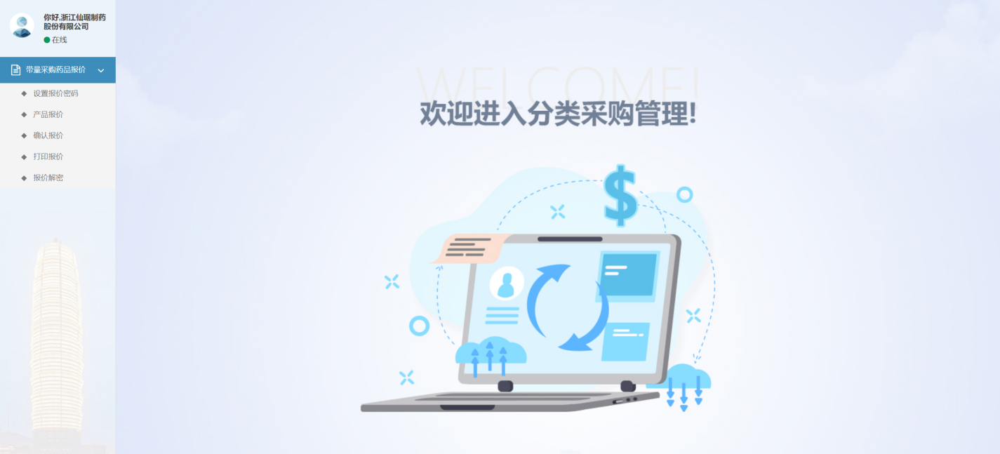 你好,浙江仙琚制药
股份有限公司
在线
带量采购药品报价
设置报价密码
产品报价
确认报价
打印报价
报价解密
WELCOME!
欢迎进入分类采购管理!
$